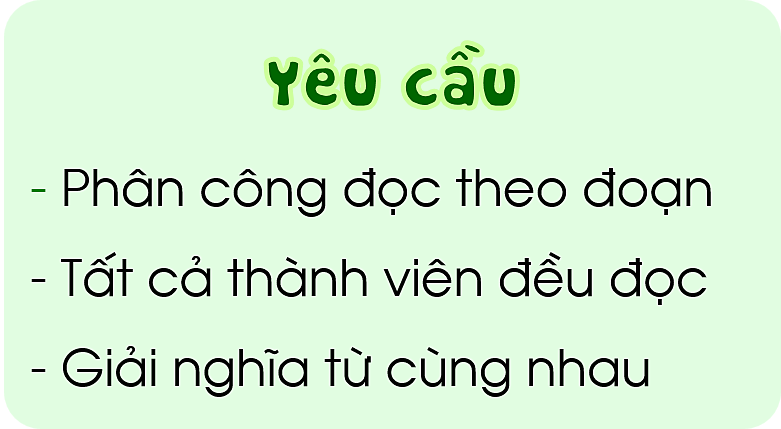 Yêu cầu
- Phân công đọc theo đoạn
- Tất cả thành viên đều đọc
- Giải nghĩa từ cùng nhau